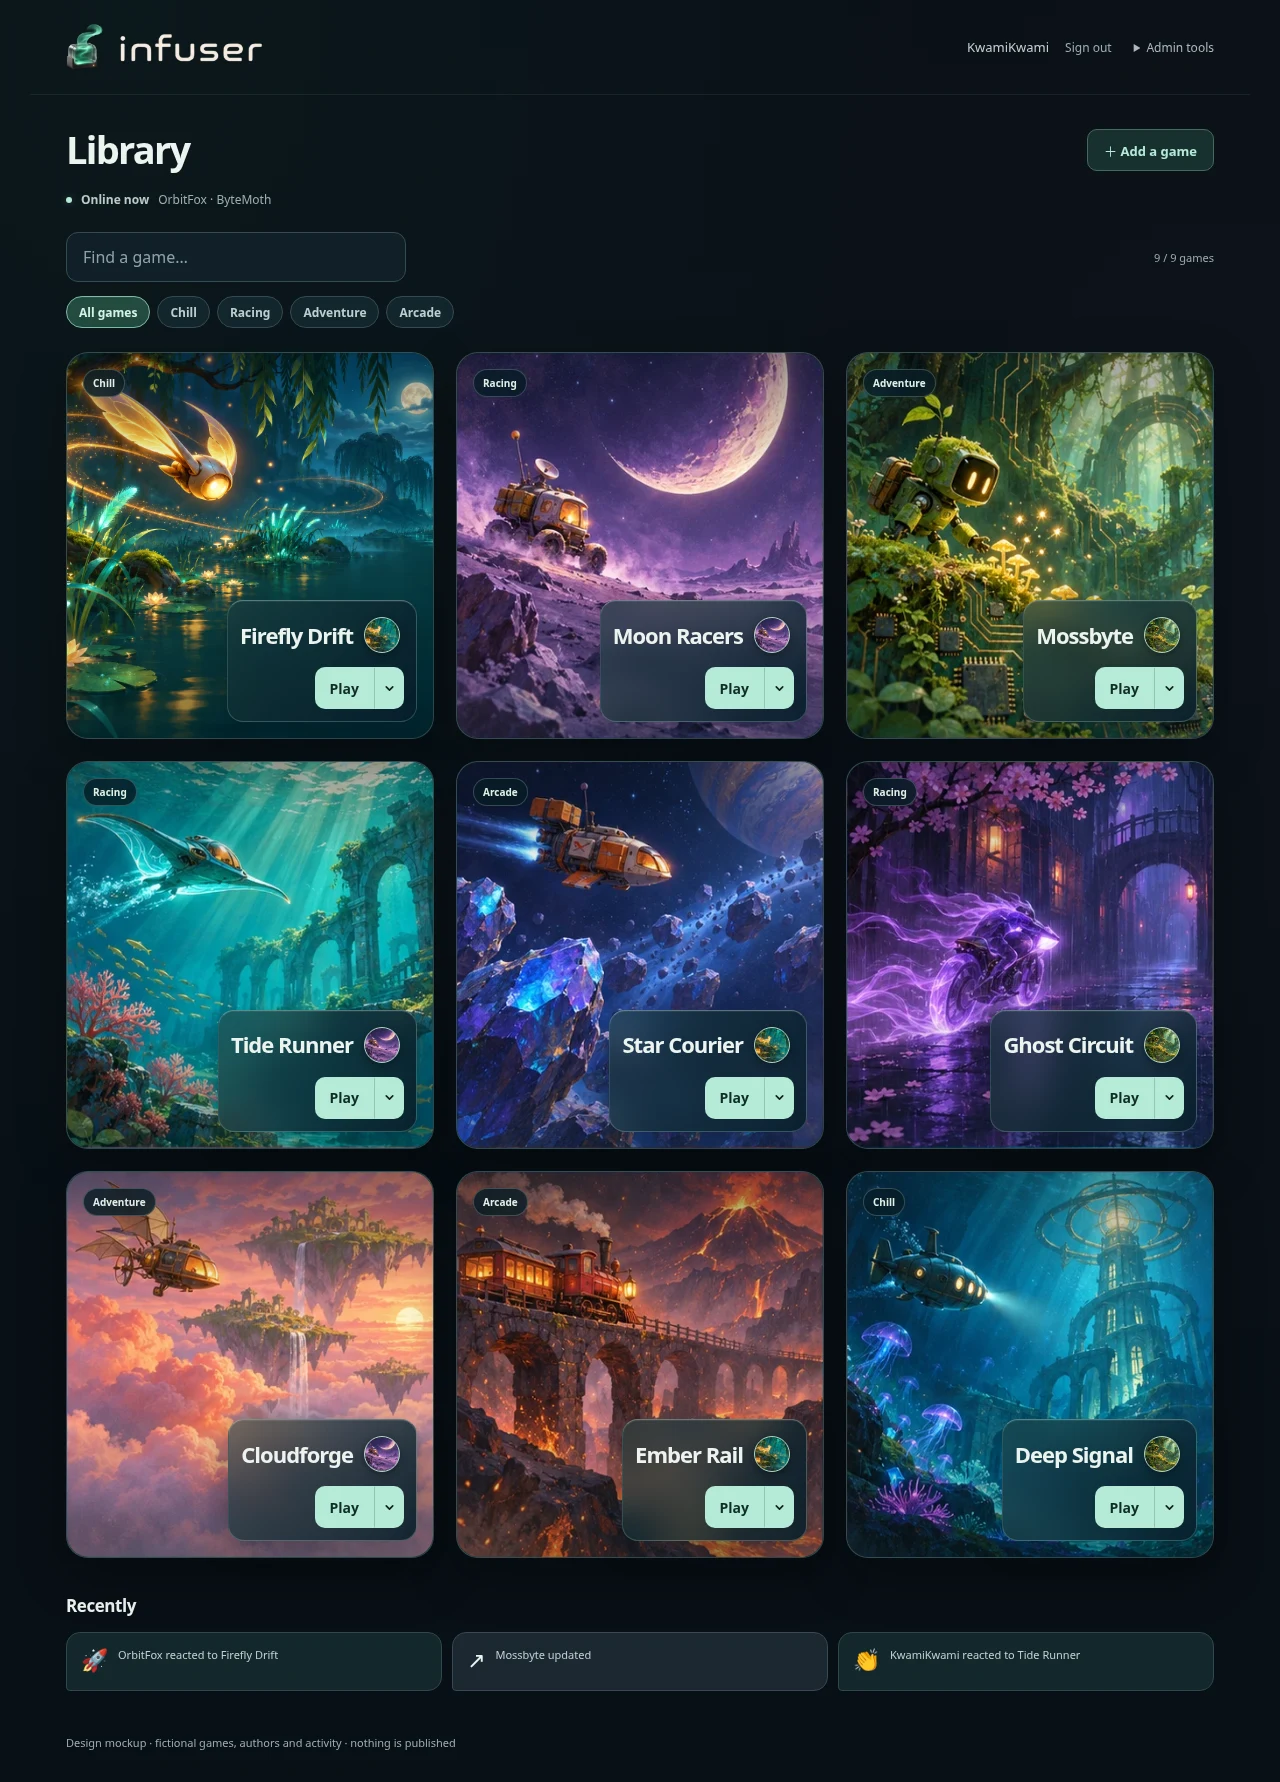 infuser
KwamiKwami Sign out ▶ Admin tools
Library
+ Add a game
Online now OrbitFox · ByteMoth
Find a game...
9 / 9 games
All games Chill Racing Adventure Arcade
Chill
Firefly Drift
Play
Racing
Moon Racers
Play
Adventure
Mossbyte
Play
Racing
Tide Runner
Play
Arcade
Star Courier
Play
Racing
Ghost Circuit
Play
Adventure
Cloudforge
Play
Arcade
Ember Rail
Play
Chill
Deep Signal
Play
Recently
🚀 OrbitFox reacted to Firefly Drift
↗ Mossbyte updated
👏 KwamiKwami reacted to Tide Runner
Design mockup · fictional games, authors and activity · nothing is published